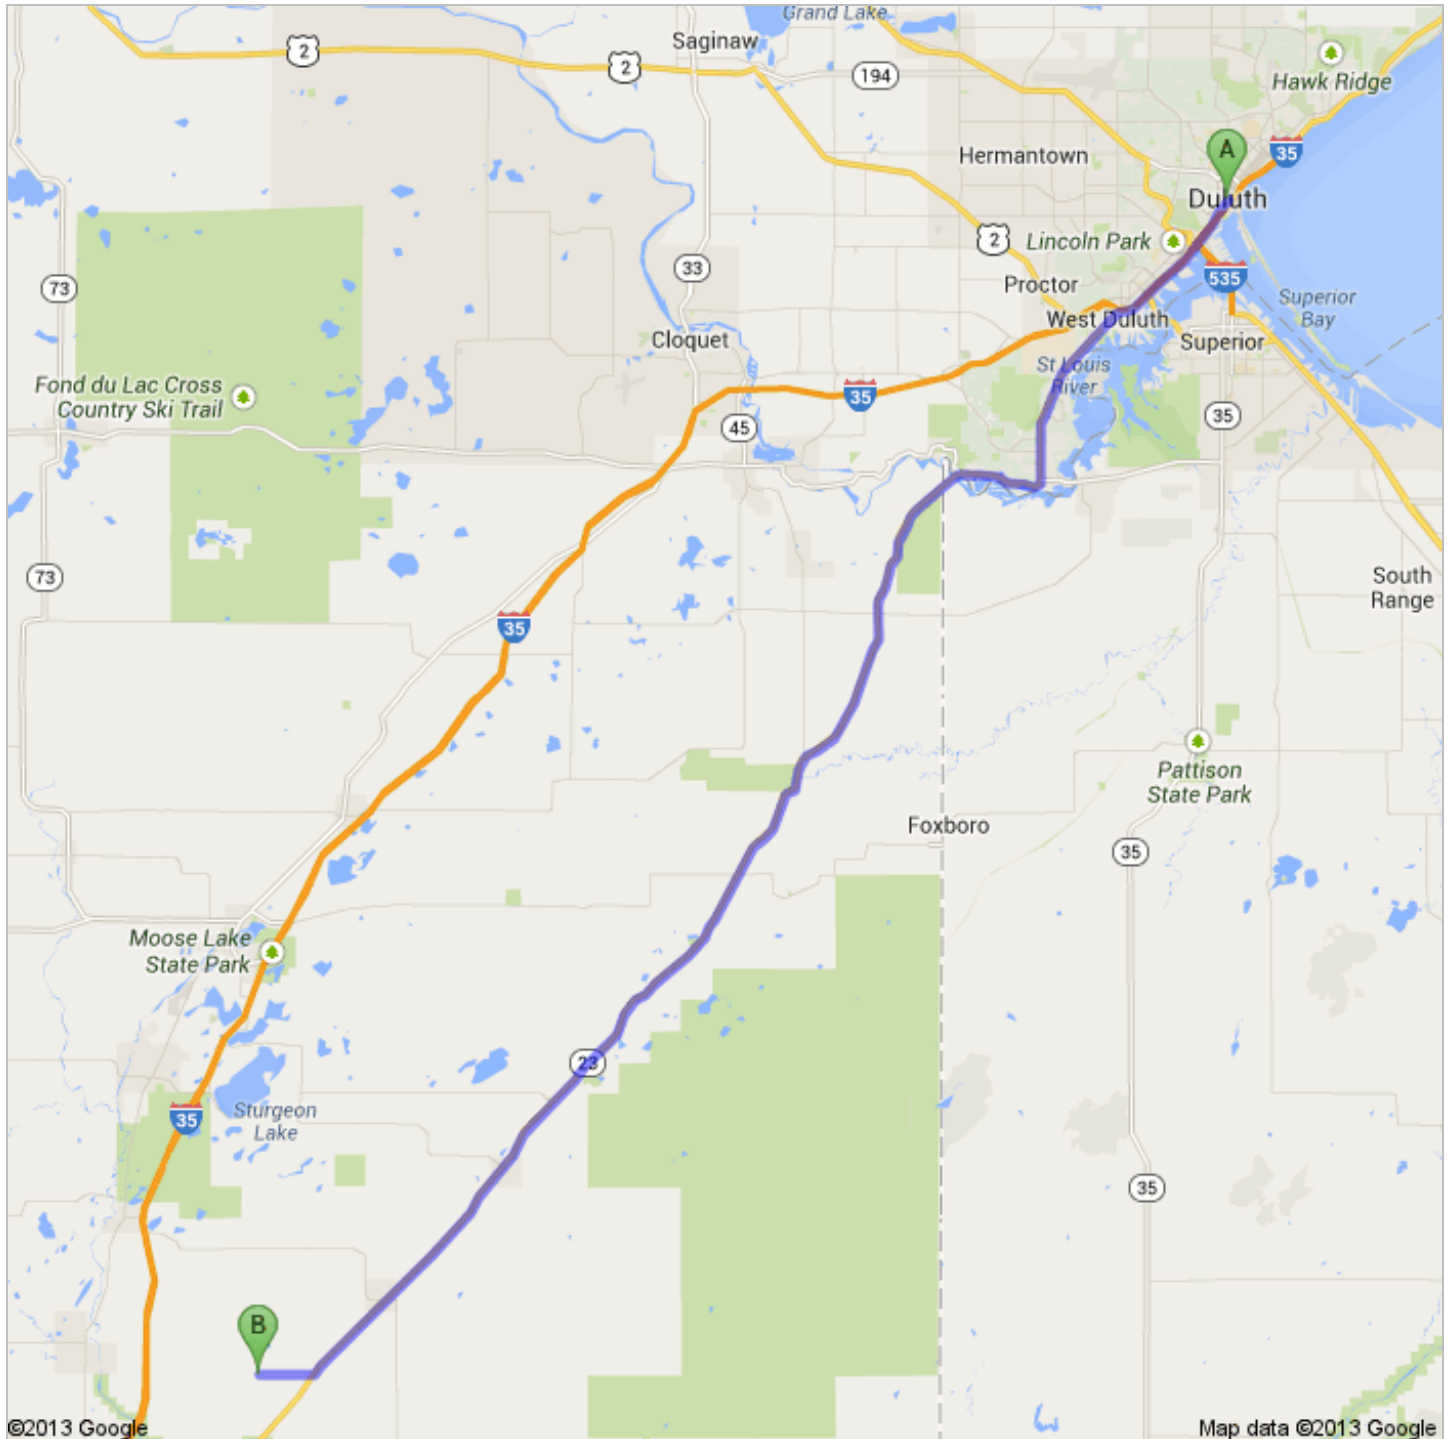 Grand Lake
Saginaw
2
2
194
Hawk Ridge
Hermantown
A
35
Duluth
Lincoln Park
2
33
73
Proctor
535
Superior
Bay
West Duluth
Cloquet
Superior
St Louis
River
Fond du Lac Cross
Country Ski Trail
35
45
35
73
South
Range
35
Pattison
State Park
Foxboro
35
Moose Lake
State Park
23
35
Sturgeon
Lake
35
B
©2013 Google
Map data ©2013 Google